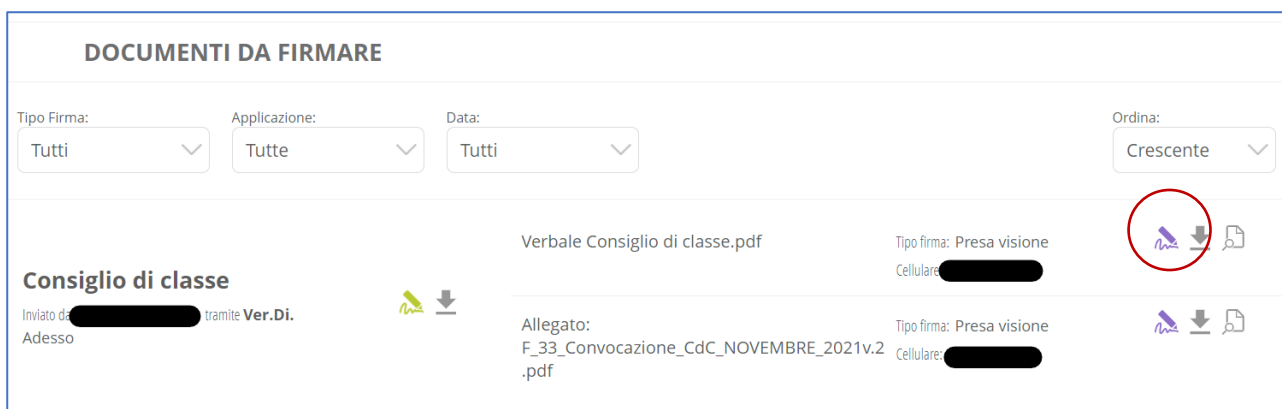 DOCUMENTI DA FIRMARE
Tipo Firma:
Tutti
Applicazione:
Tutte
Data:
Tutti
Ordina:
Crescente
Consiglio di classe
Inviato da tramite Ver.Di.
Adesso
Verbale Consiglio di classe.pdf
Tipo firma: Presa visione
Cellulare
Allegato:
F_33_Convocazione_CdC_NOVEMBRE_2021v.2
.pdf
Tipo firma: Presa visione
Cellulare: